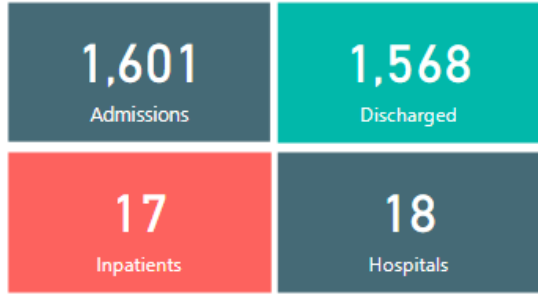 1,601
Admissions
1,568
Discharged
17
Inpatients
18
Hospitals